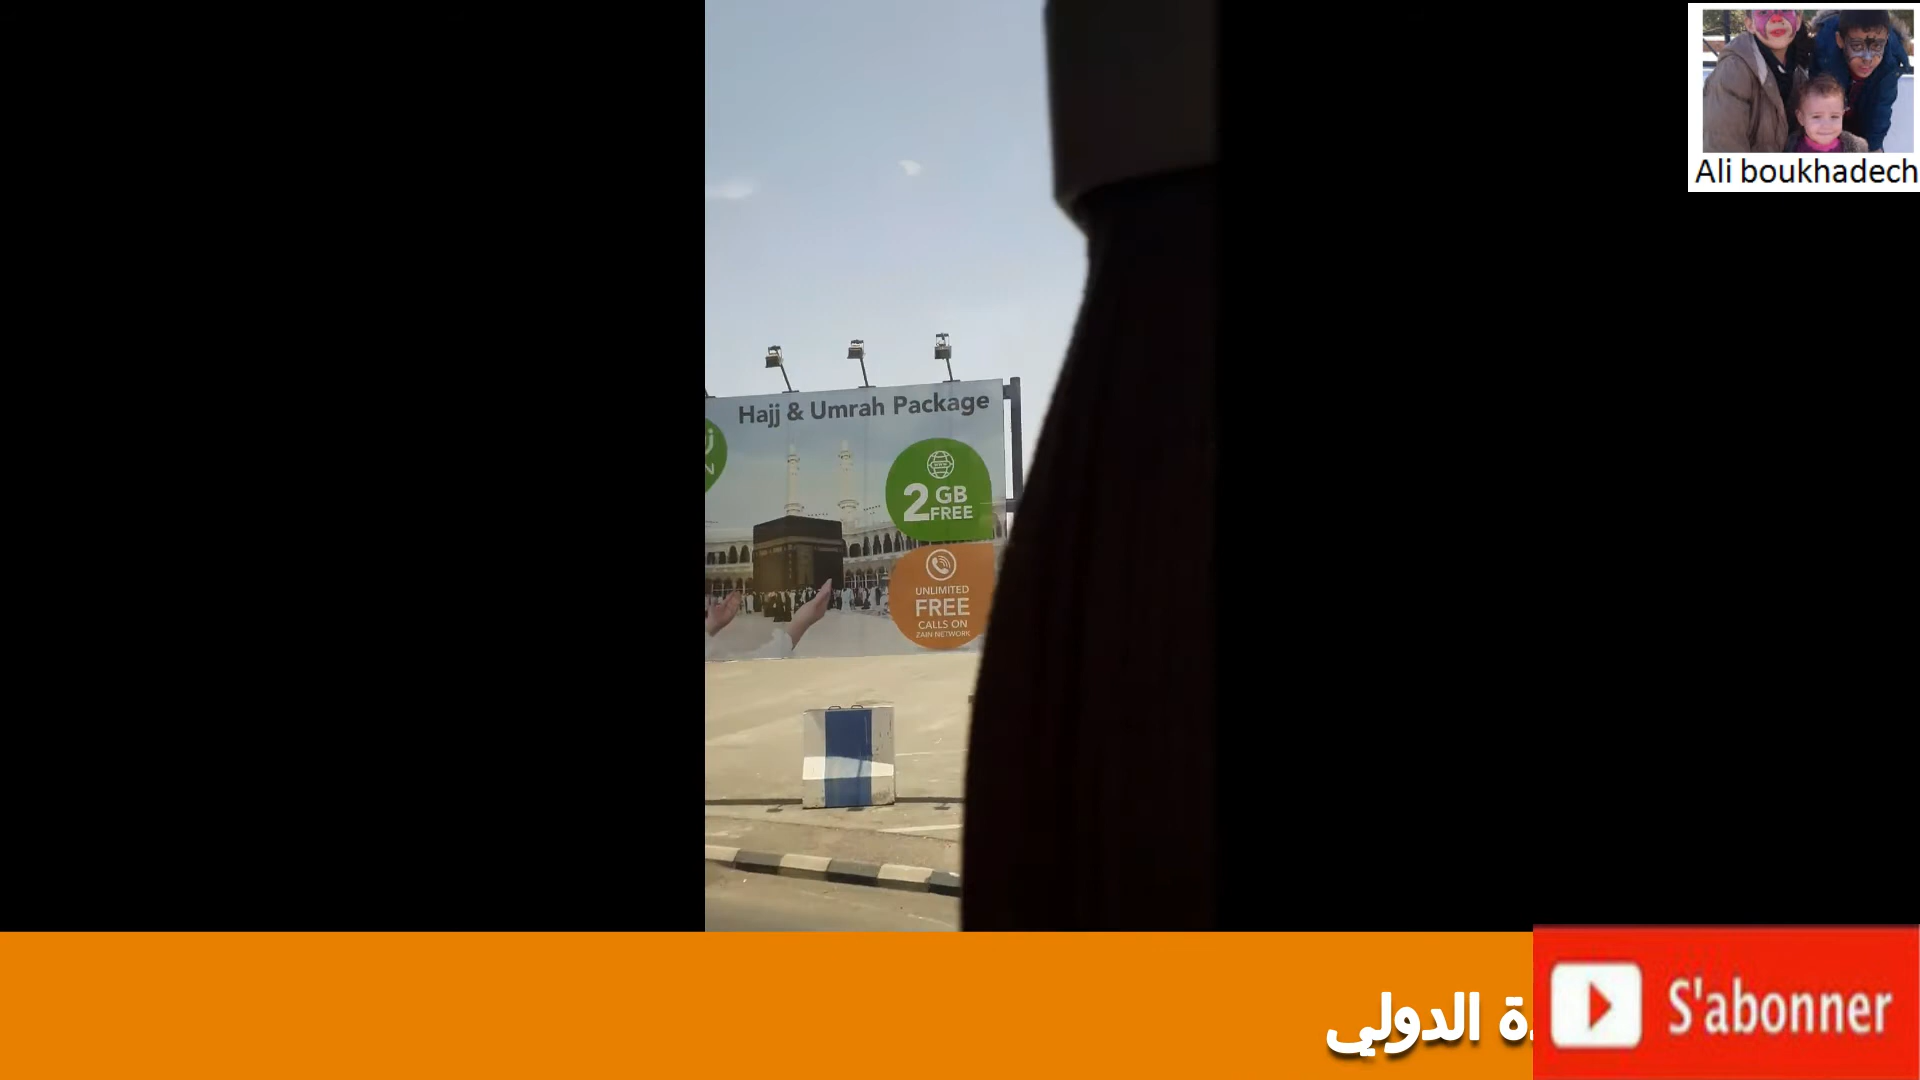 Ali boukhadech
Hajj & Umrah Package
2 GB
FREE
UNLIMITED
FREE
CALLS ON
ZAIN NETWORK
الدولي
S'abonner